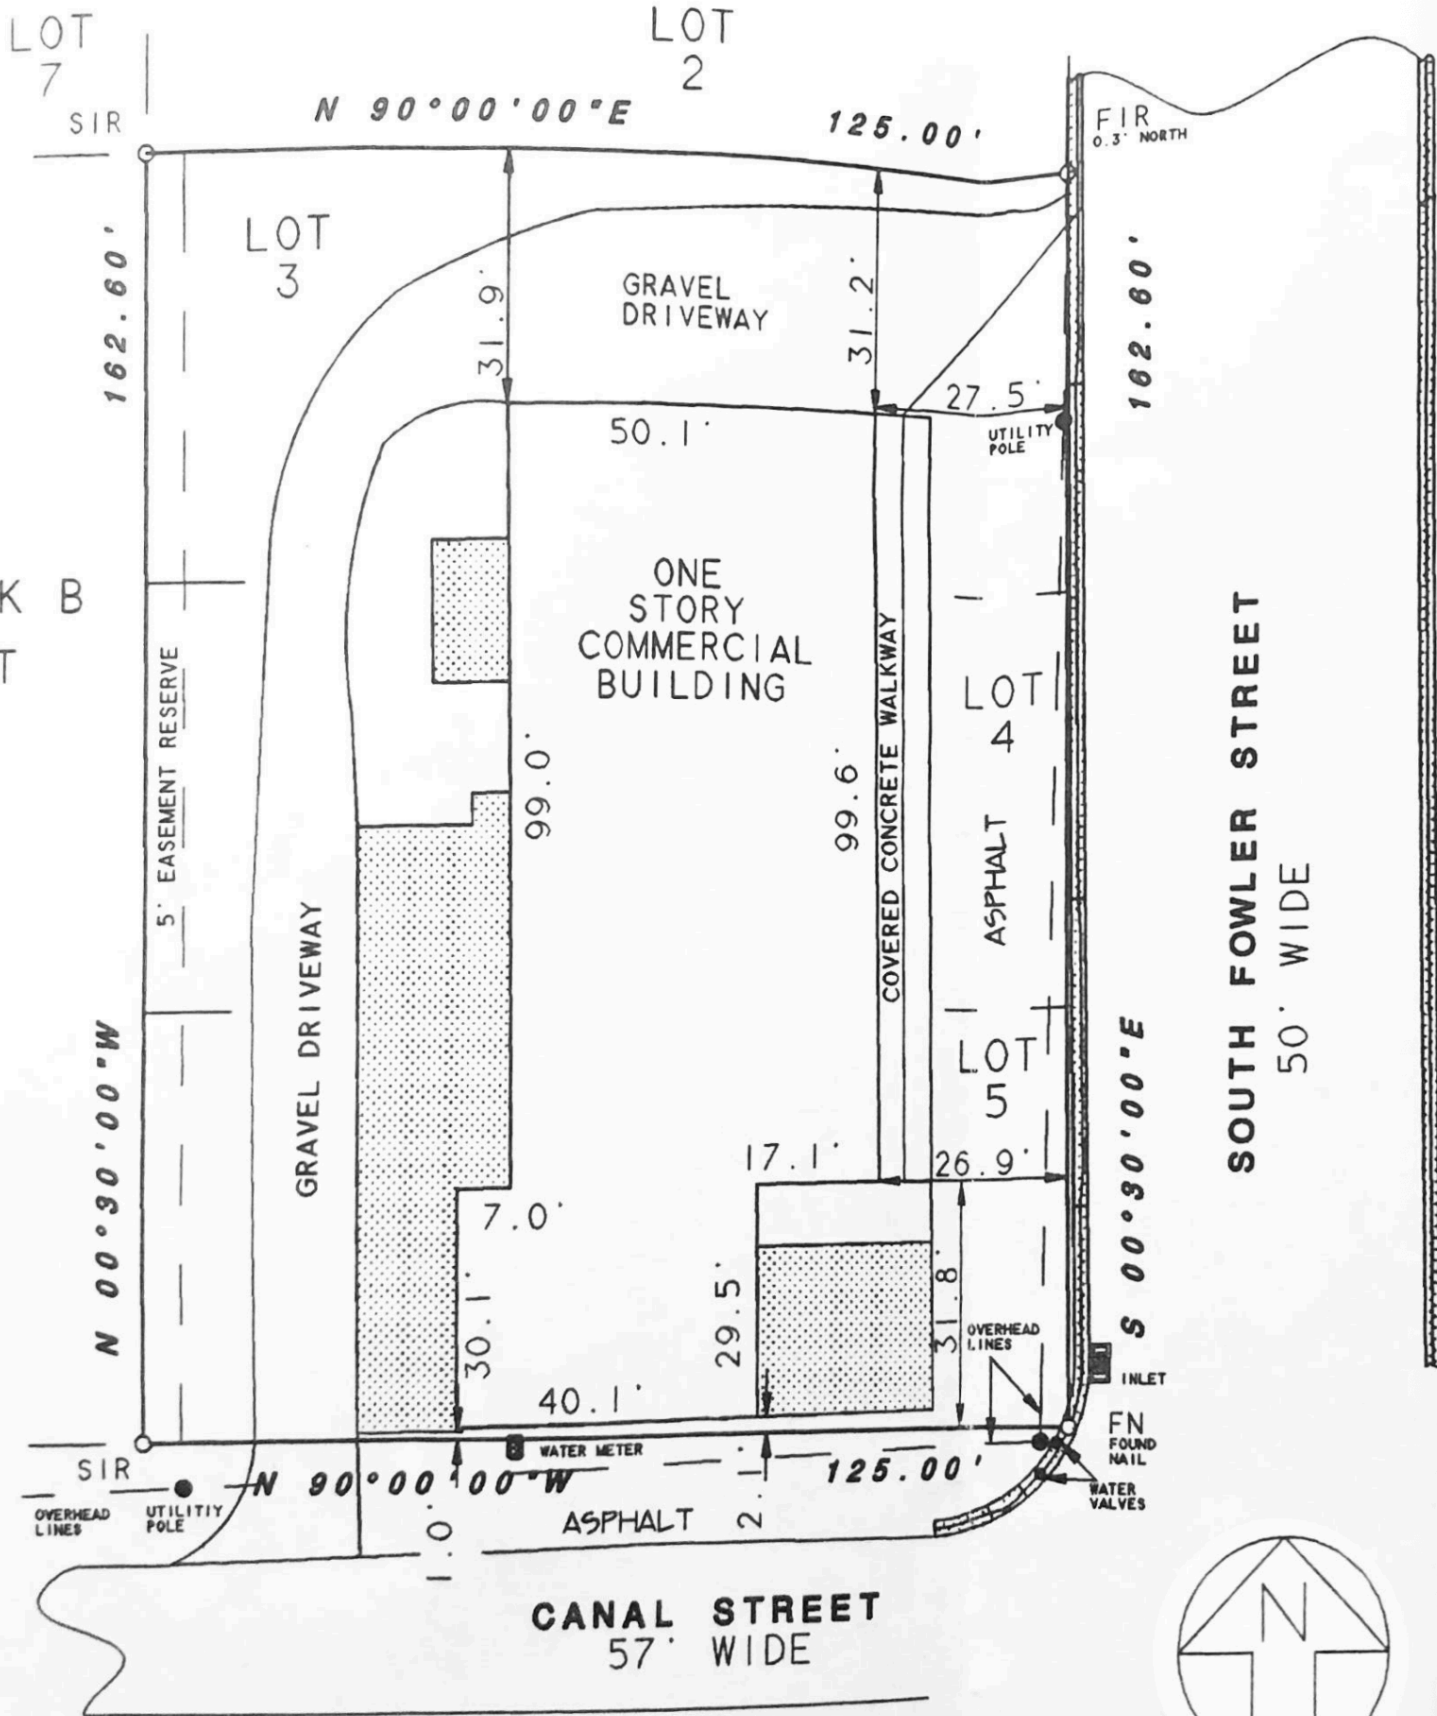 LOT
7
LOT
2
SIR
N 90°00'00"E
125.00'
FIR
0.3' NORTH
LOT
3
162.60'
31.9'
GRAVEL
DRIVEWAY
31.2'
162.60'
27.5'
50.1'
UTILITY
POLE
ONE
STORY
COMMERCIAL
BUILDING
K B
T
5' EASEMENT RESERVE
COVERED CONCRETE WALKWAY
LOT
4
SOUTH FOWLER STREET
50' WIDE
99.0'
99.6'
ASPHALT
GRAVEL DRIVEWAY
N 00°30'00"W
LOT
5
S 00°30'00"E
17.1'
26.9'
7.0'
30.1'
29.5'
31.8'
OVERHEAD
LINES
INLET
40.1'
FN
FOUND
NAIL
WATER METER
SIR
N 90°00'00"W
125.00'
WATER
VALVES
OVERHEAD
LINES
UTILITIY
POLE
1.0'
ASPHALT
2.1'
CANAL STREET
57' WIDE
N